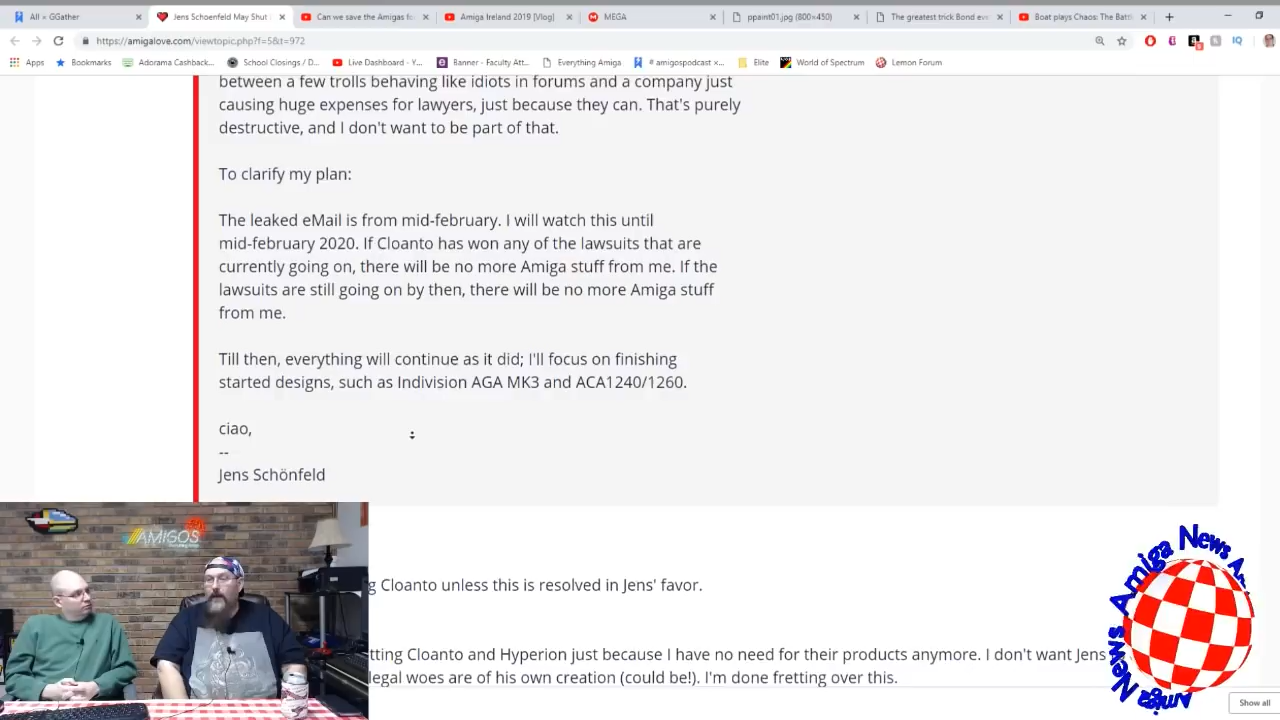 All × GGather
Jens Schoenfeld May Shut
Can we save the Amigas fo
Amiga Ireland 2019 [Vlog]
MEGA
ppaint01.jpg (800×450)
The greatest trick Bond eve
Boat plays Chaos: The Battl
https://amigalove.com/viewtopic.php?f=5&t=972
Apps
Bookmarks
Adorama Cashback...
School Closings / D...
Live Dashboard - Y...
Banner - Faculty Att...
Everything Amiga
# amigospodcast ×...
Elite
World of Spectrum
Lemon Forum
between a few trolls behaving like idiots in forums and a company just
causing huge expenses for lawyers, just because they can. That's purely
destructive, and I don't want to be part of that.
To clarify my plan:
The leaked eMail is from mid-february. I will watch this until
mid-february 2020. If Cloanto has won any of the lawsuits that are
currently going on, there will be no more Amiga stuff from me. If the
lawsuits are still going on by then, there will be no more Amiga stuff
from me.
Till then, everything will continue as it did; I'll focus on finishing
started designs, such as Indivision AGA MK3 and ACA1240/1260.
ciao,
--
Jens Schönfeld
AMIGOS
g Cloanto unless this is resolved in Jens' favor.
tting Cloanto and Hyperion just because I have no need for their products anymore. I don't want Jens
legal woes are of his own creation (could be!). I'm done fretting over this.
Amiga News Amiga News
Show all